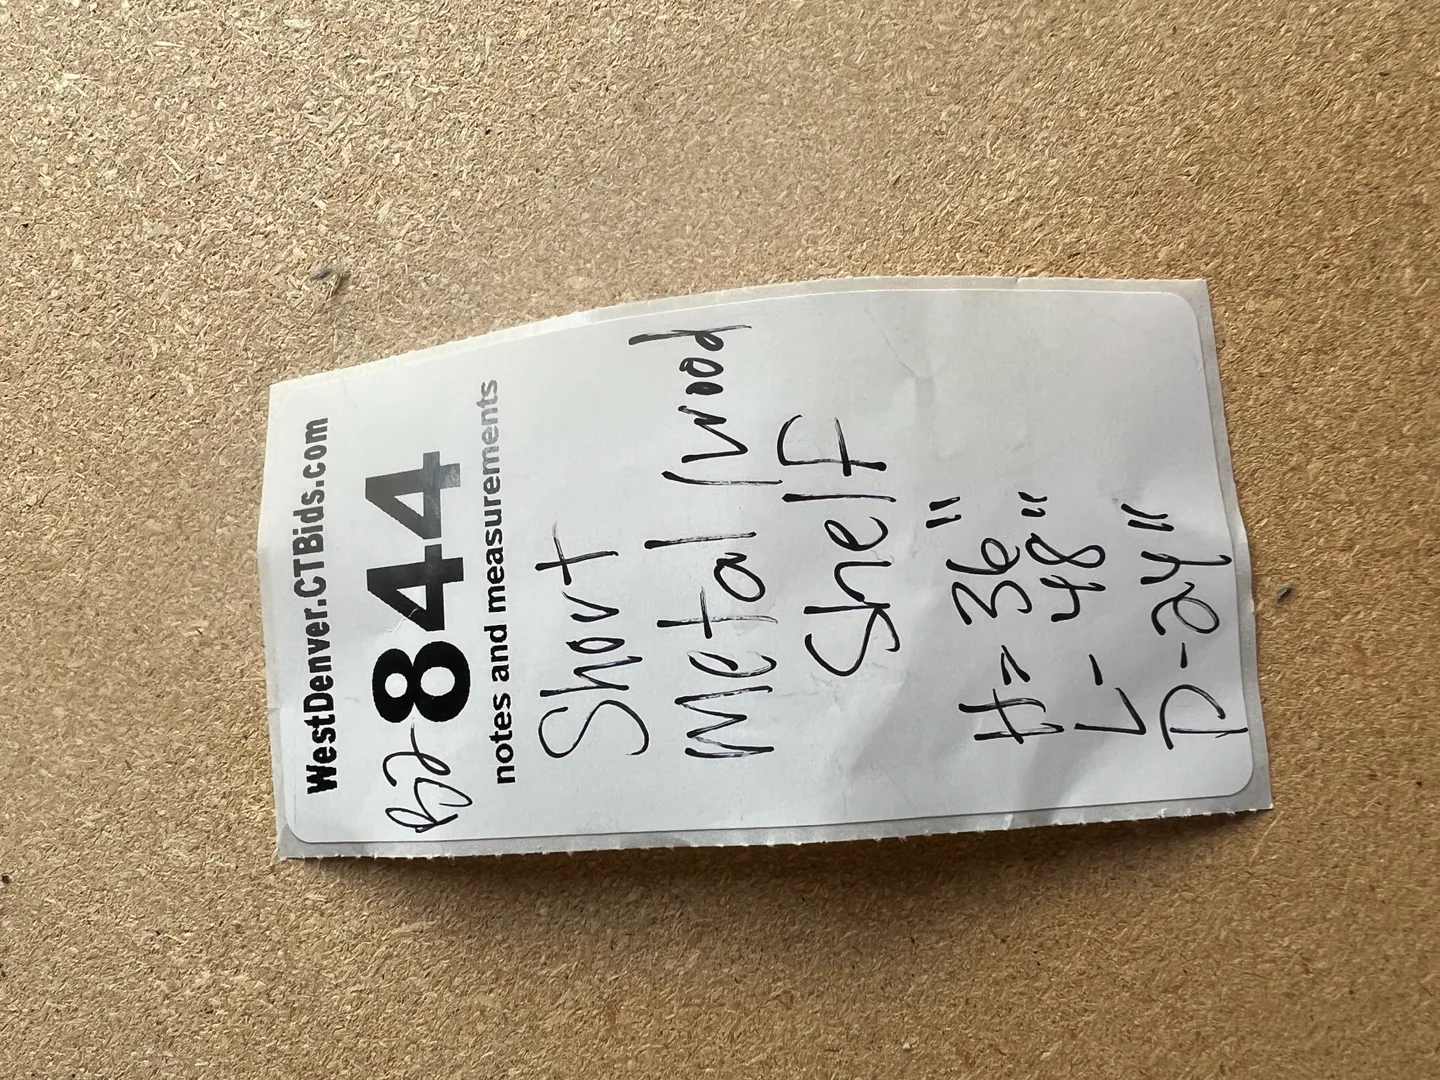 WestDenver.CTBids.com
844
notes and measurements
Short
Metal/wood
Shelf
H- 36"
L- 48"
D-24"